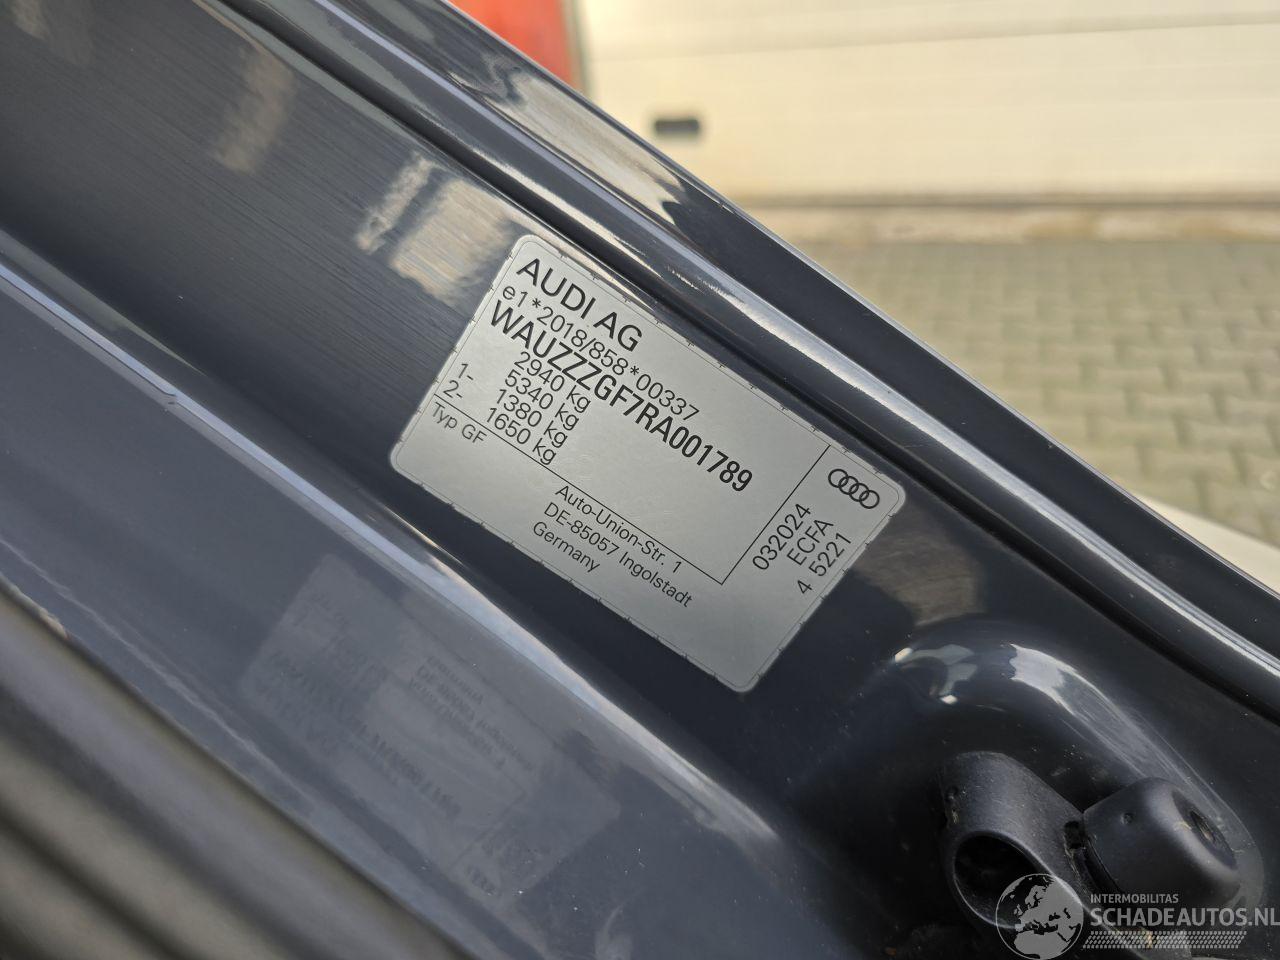 AUDI AG
e1*2018/858*00337
WAUZZZGF7RA001789
2940 kg
5340 kg
1- 1380 kg
2- 1650 kg
Typ GF
Auto-Union-Str. 1
DE-85057 Ingolstadt
Germany
032024
ECFA
4 5221
INTERMOBILITAS
SCHADEAUTOS.NL